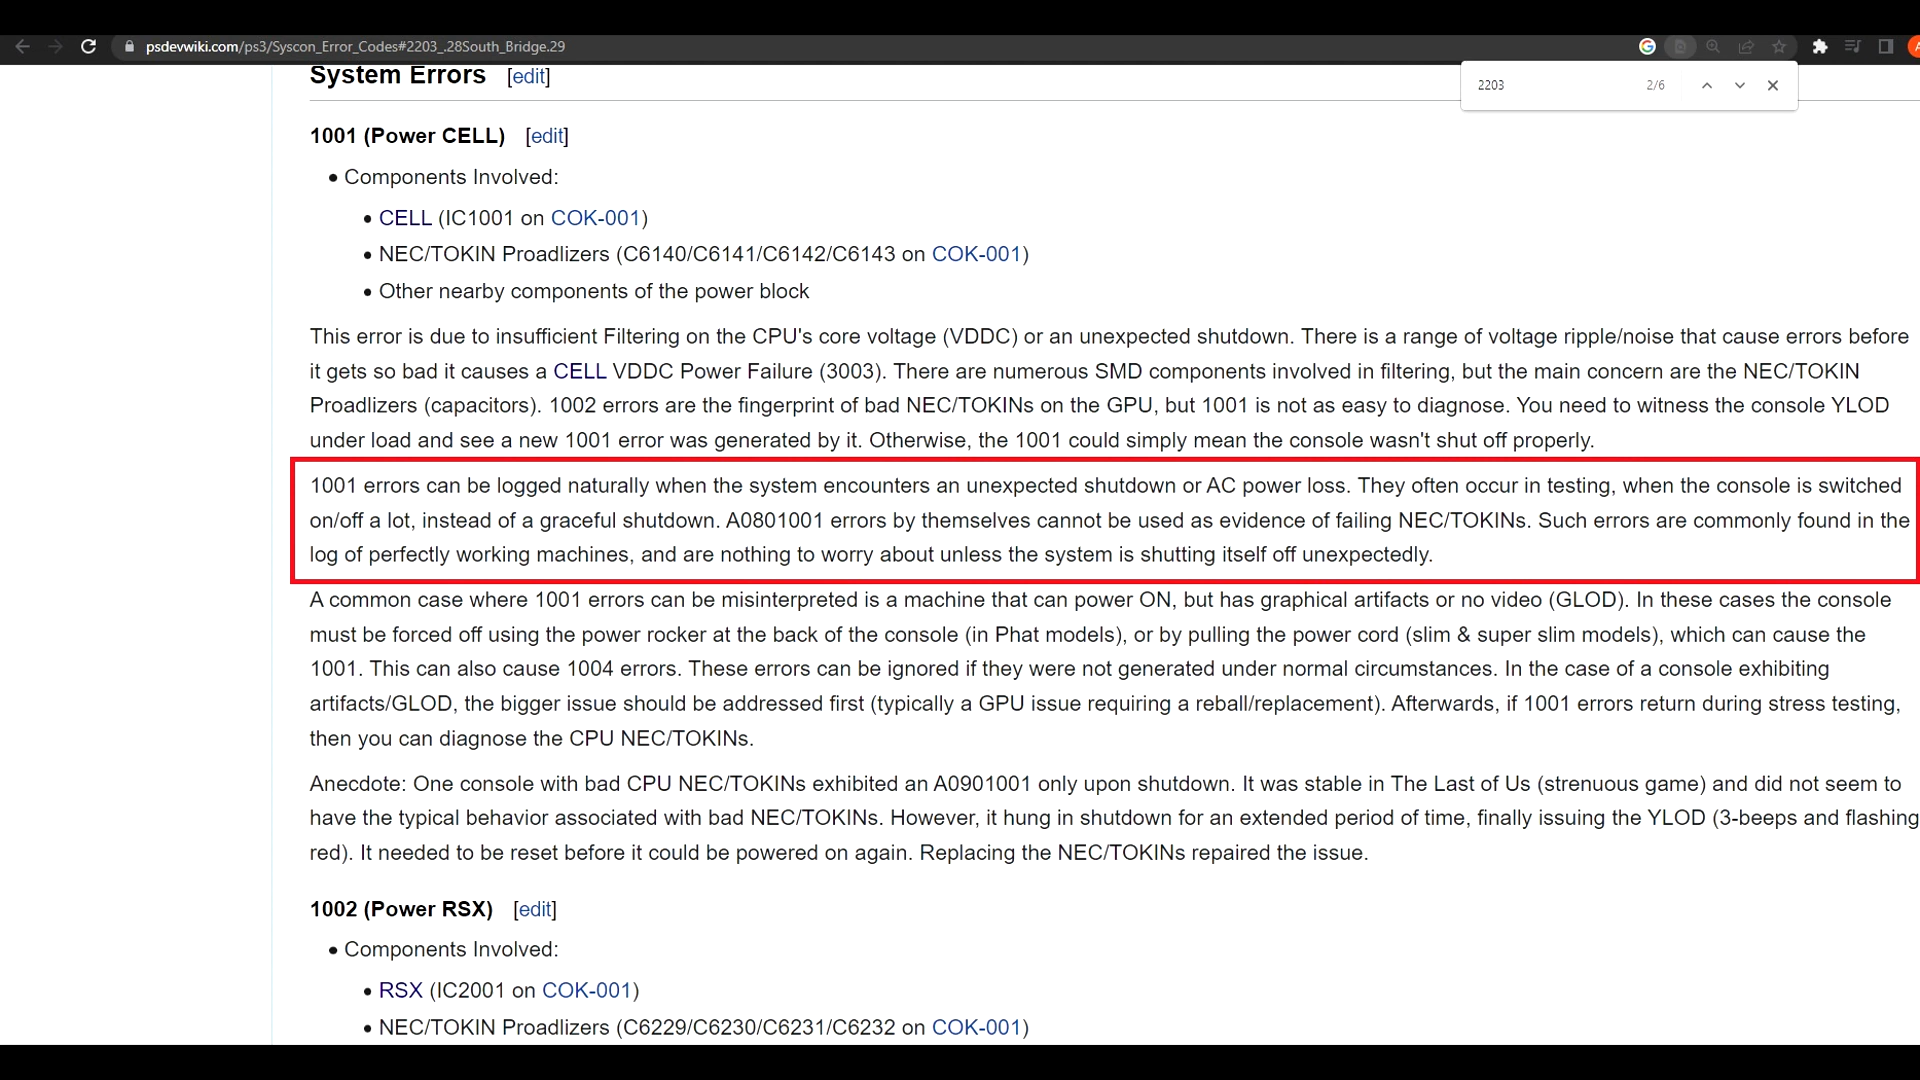 psdevwiki.com/ps3/Syscon_Error_Codes#2203_.28South_Bridge.29
2203 2/6
System Errors [edit]
1001 (Power CELL) [edit]
• Components Involved:
• CELL (IC1001 on COK-001)
• NEC/TOKIN Proadlizers (C6140/C6141/C6142/C6143 on COK-001)
• Other nearby components of the power block
This error is due to insufficient Filtering on the CPU's core voltage (VDDC) or an unexpected shutdown. There is a range of voltage ripple/noise that cause errors before
it gets so bad it causes a CELL VDDC Power Failure (3003). There are numerous SMD components involved in filtering, but the main concern are the NEC/TOKIN
Proadlizers (capacitors). 1002 errors are the fingerprint of bad NEC/TOKINs on the GPU, but 1001 is not as easy to diagnose. You need to witness the console YLOD
under load and see a new 1001 error was generated by it. Otherwise, the 1001 could simply mean the console wasn't shut off properly.
1001 errors can be logged naturally when the system encounters an unexpected shutdown or AC power loss. They often occur in testing, when the console is switched
on/off a lot, instead of a graceful shutdown. A0801001 errors by themselves cannot be used as evidence of failing NEC/TOKINs. Such errors are commonly found in the
log of perfectly working machines, and are nothing to worry about unless the system is shutting itself off unexpectedly.
A common case where 1001 errors can be misinterpreted is a machine that can power ON, but has graphical artifacts or no video (GLOD). In these cases the console
must be forced off using the power rocker at the back of the console (in Phat models), or by pulling the power cord (slim & super slim models), which can cause the
1001. This can also cause 1004 errors. These errors can be ignored if they were not generated under normal circumstances. In the case of a console exhibiting
artifacts/GLOD, the bigger issue should be addressed first (typically a GPU issue requiring a reball/replacement). Afterwards, if 1001 errors return during stress testing,
then you can diagnose the CPU NEC/TOKINs.
Anecdote: One console with bad CPU NEC/TOKINs exhibited an A0901001 only upon shutdown. It was stable in The Last of Us (strenuous game) and did not seem to
have the typical behavior associated with bad NEC/TOKINs. However, it hung in shutdown for an extended period of time, finally issuing the YLOD (3-beeps and flashing
red). It needed to be reset before it could be powered on again. Replacing the NEC/TOKINs repaired the issue.
1002 (Power RSX) [edit]
• Components Involved:
• RSX (IC2001 on COK-001)
• NEC/TOKIN Proadlizers (C6229/C6230/C6231/C6232 on COK-001)